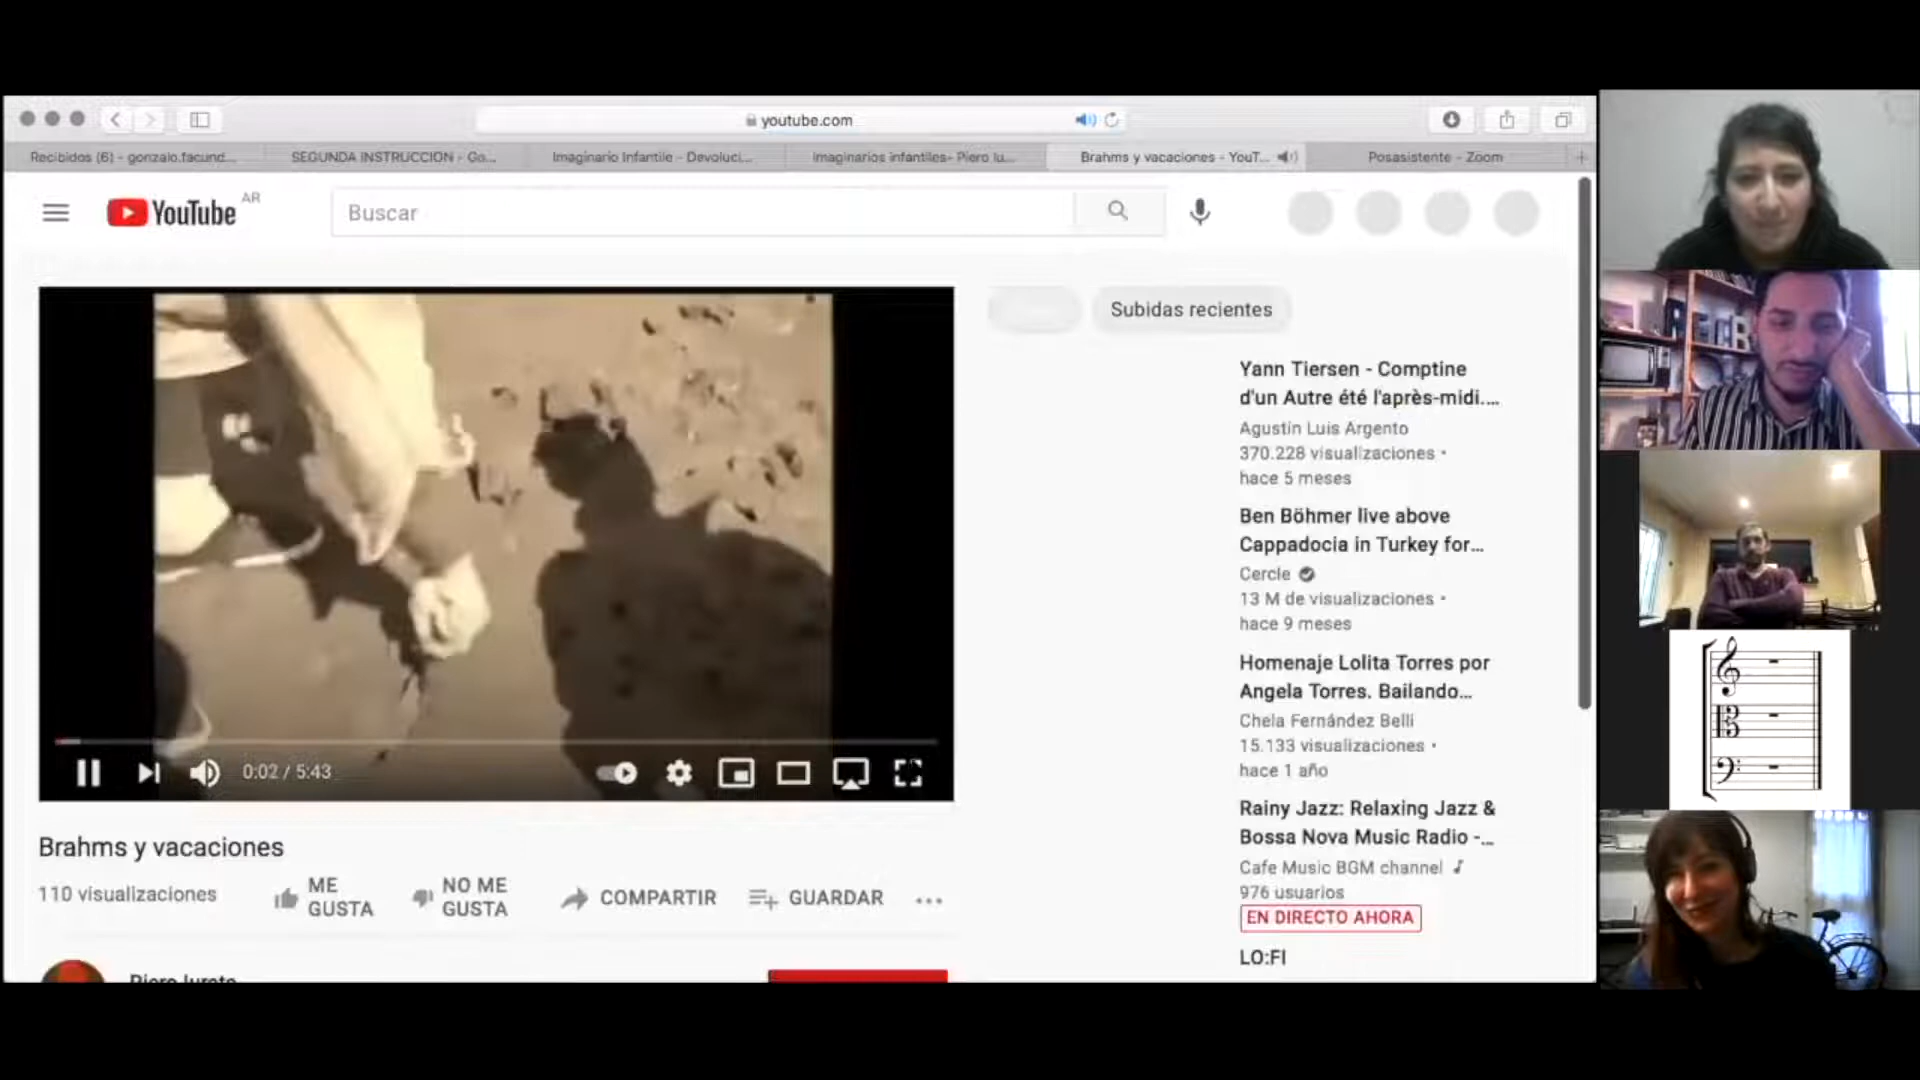 youtube.com
Recibidos (6) - gonzalo.facund...
SEGUNDA INSTRUCCION - Go...
Imaginario Infantile - Devoluci...
Imaginarios infantiles- Piero Iu...
Brahms y vacaciones - YouT...
Posasistente - Zoom
YouTube AR
Buscar
Subidas recientes
Yann Tiersen - Comptine
d'un Autre été l'après-midi....
Agustín Luis Argento
370.228 visualizaciones •
hace 5 meses
Ben Böhmer live above
Cappadocia in Turkey for...
Cercle
13 M de visualizaciones •
hace 9 meses
Homenaje Lolita Torres por
Angela Torres. Bailando...
Chela Fernández Belli
15.133 visualizaciones •
hace 1 año
Rainy Jazz: Relaxing Jazz &
Bossa Nova Music Radio -...
Cafe Music BGM channel
976 usuarios
EN DIRECTO AHORA
LO:FI
0:02 / 5:43
Brahms y vacaciones
110 visualizaciones
ME
GUSTA
NO ME
GUSTA
COMPARTIR
GUARDAR